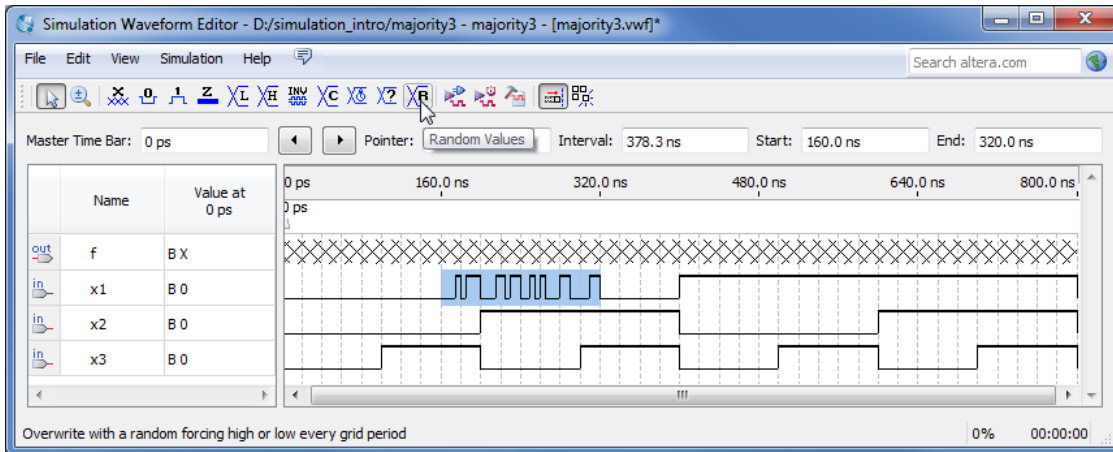 Simulation Waveform Editor - D:/simulation_intro/majority3 - majority3 - [majority3.vwf]*
File Edit View Simulation Help Search altera.com
Master Time Bar: 0 ps Pointer: Random Values Interval: 378.3 ns Start: 160.0 ns End: 320.0 ns
Name Value at 0 ps
0 ps 160.0 ns 320.0 ns 480.0 ns 640.0 ns 800.0 ns
0 ps
out f B X
in x1 B 0
in x2 B 0
in x3 B 0
Overwrite with a random forcing high or low every grid period 0% 00:00:00